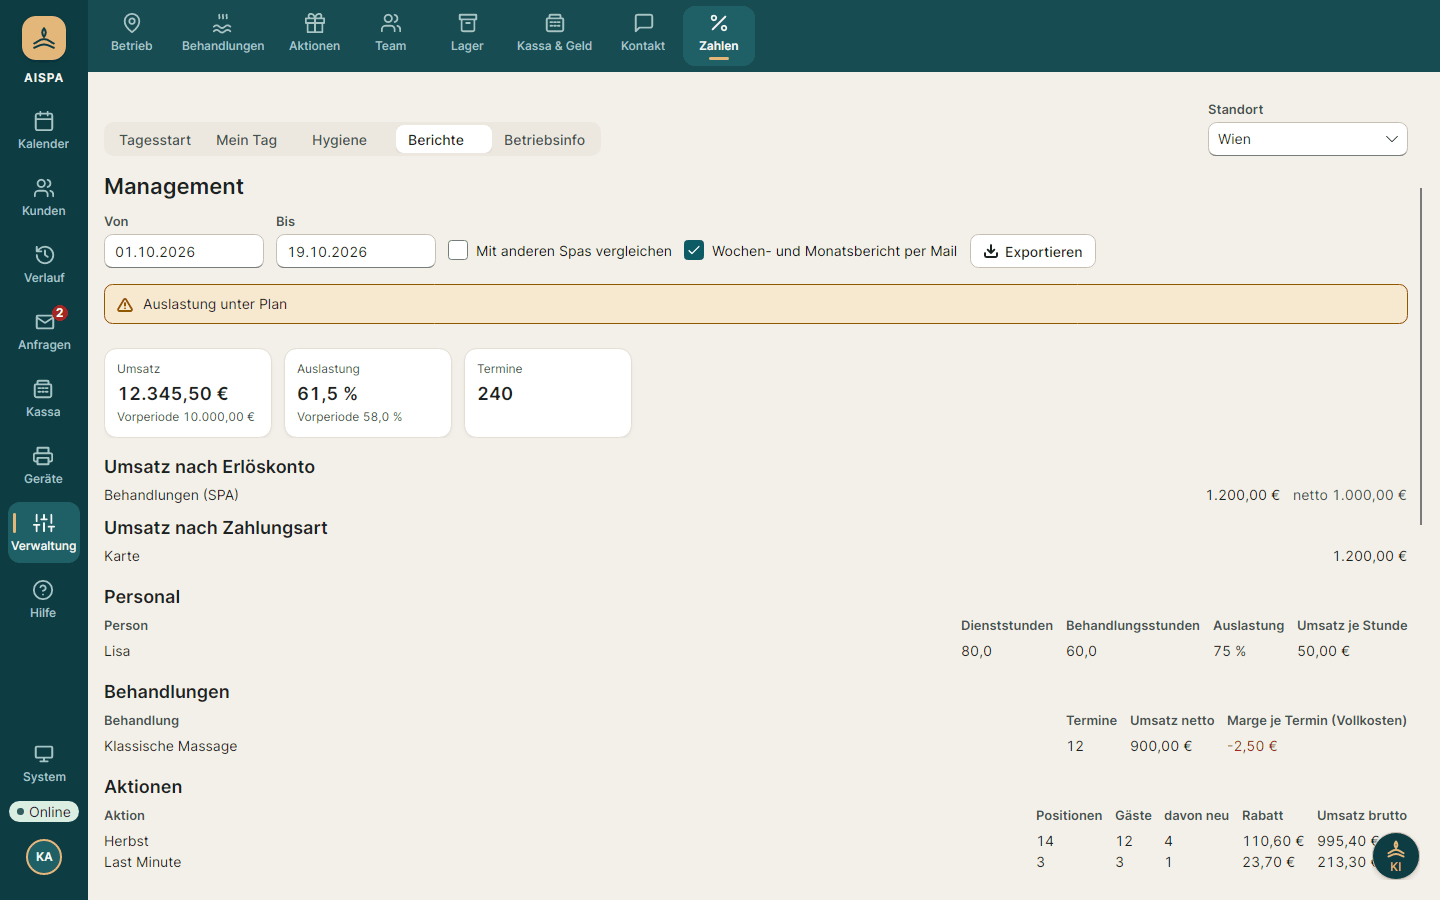 AISPA
Kalender
Kunden
Verlauf
2
Anfragen
Kassa
Geräte
Verwaltung
Hilfe
System
Online
KA
Betrieb
Behandlungen
Aktionen
Team
Lager
Kassa & Geld
Kontakt
Zahlen
Standort
Wien
Tagesstart
Mein Tag
Hygiene
Berichte
Betriebsinfo
Management
Von
Bis
01.10.2026
19.10.2026
Mit anderen Spas vergleichen
Wochen- und Monatsbericht per Mail
Exportieren
Auslastung unter Plan
Umsatz
12.345,50 €
Vorperiode 10.000,00 €
Auslastung
61,5 %
Vorperiode 58,0 %
Termine
240
Umsatz nach Erlöskonto
Behandlungen (SPA) 1.200,00 € netto 1.000,00 €
Umsatz nach Zahlungsart
Karte 1.200,00 €
Personal
Person Dienststunden Behandlungsstunden Auslastung Umsatz je Stunde
Lisa 80,0 60,0 75 % 50,00 €
Behandlungen
Behandlung Termine Umsatz netto Marge je Termin (Vollkosten)
Klassische Massage 12 900,00 € -2,50 €
Aktionen
Aktion Positionen Gäste davon neu Rabatt Umsatz brutto
Herbst 14 12 4 110,60 € 995,40 €
Last Minute 3 3 1 23,70 € 213,30 €
KI